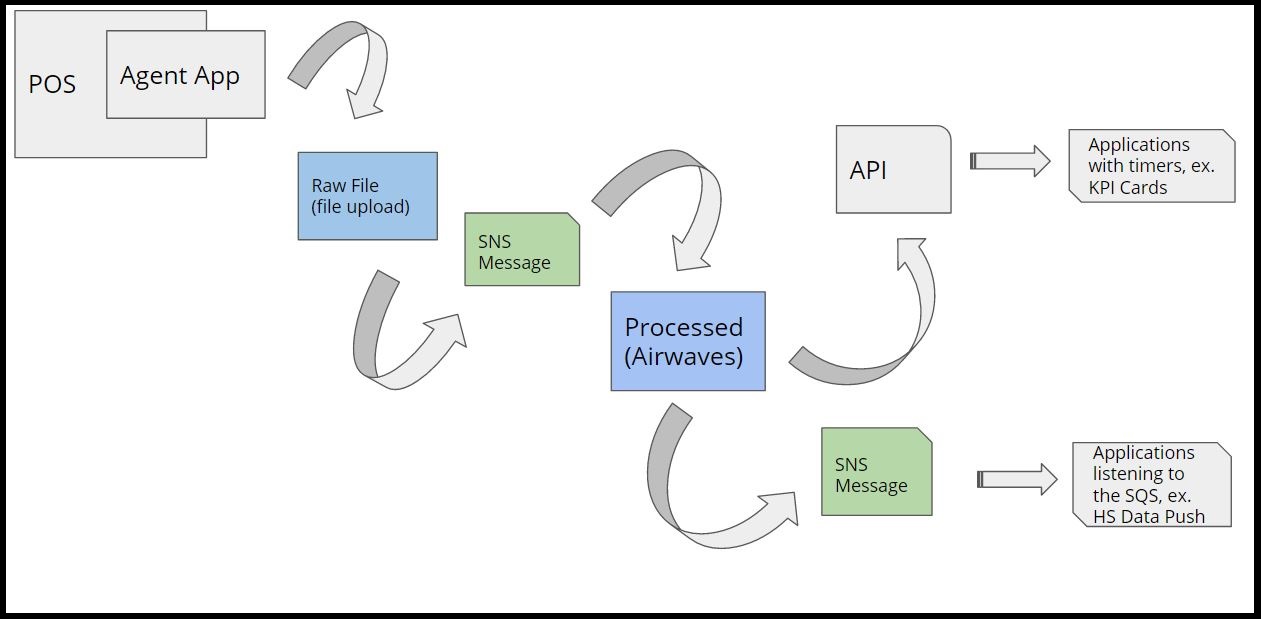 POS
Agent App
Raw File
(file upload)
SNS
Message
Processed
(Airwaves)
API
Applications
with timers, ex.
KPI Cards
SNS
Message
Applications
listening to
the SQS, ex.
HS Data Push